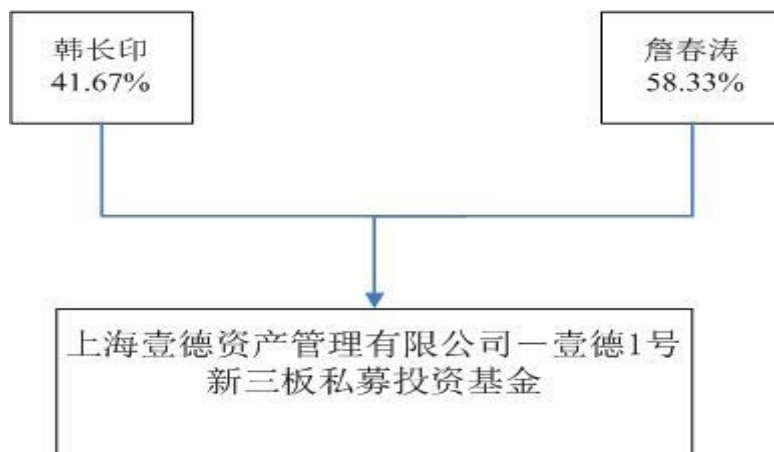 韩长印
41.67%
詹春涛
58.33%
上海壹德资产管理有限公司－壹德1号
新三板私募投资基金